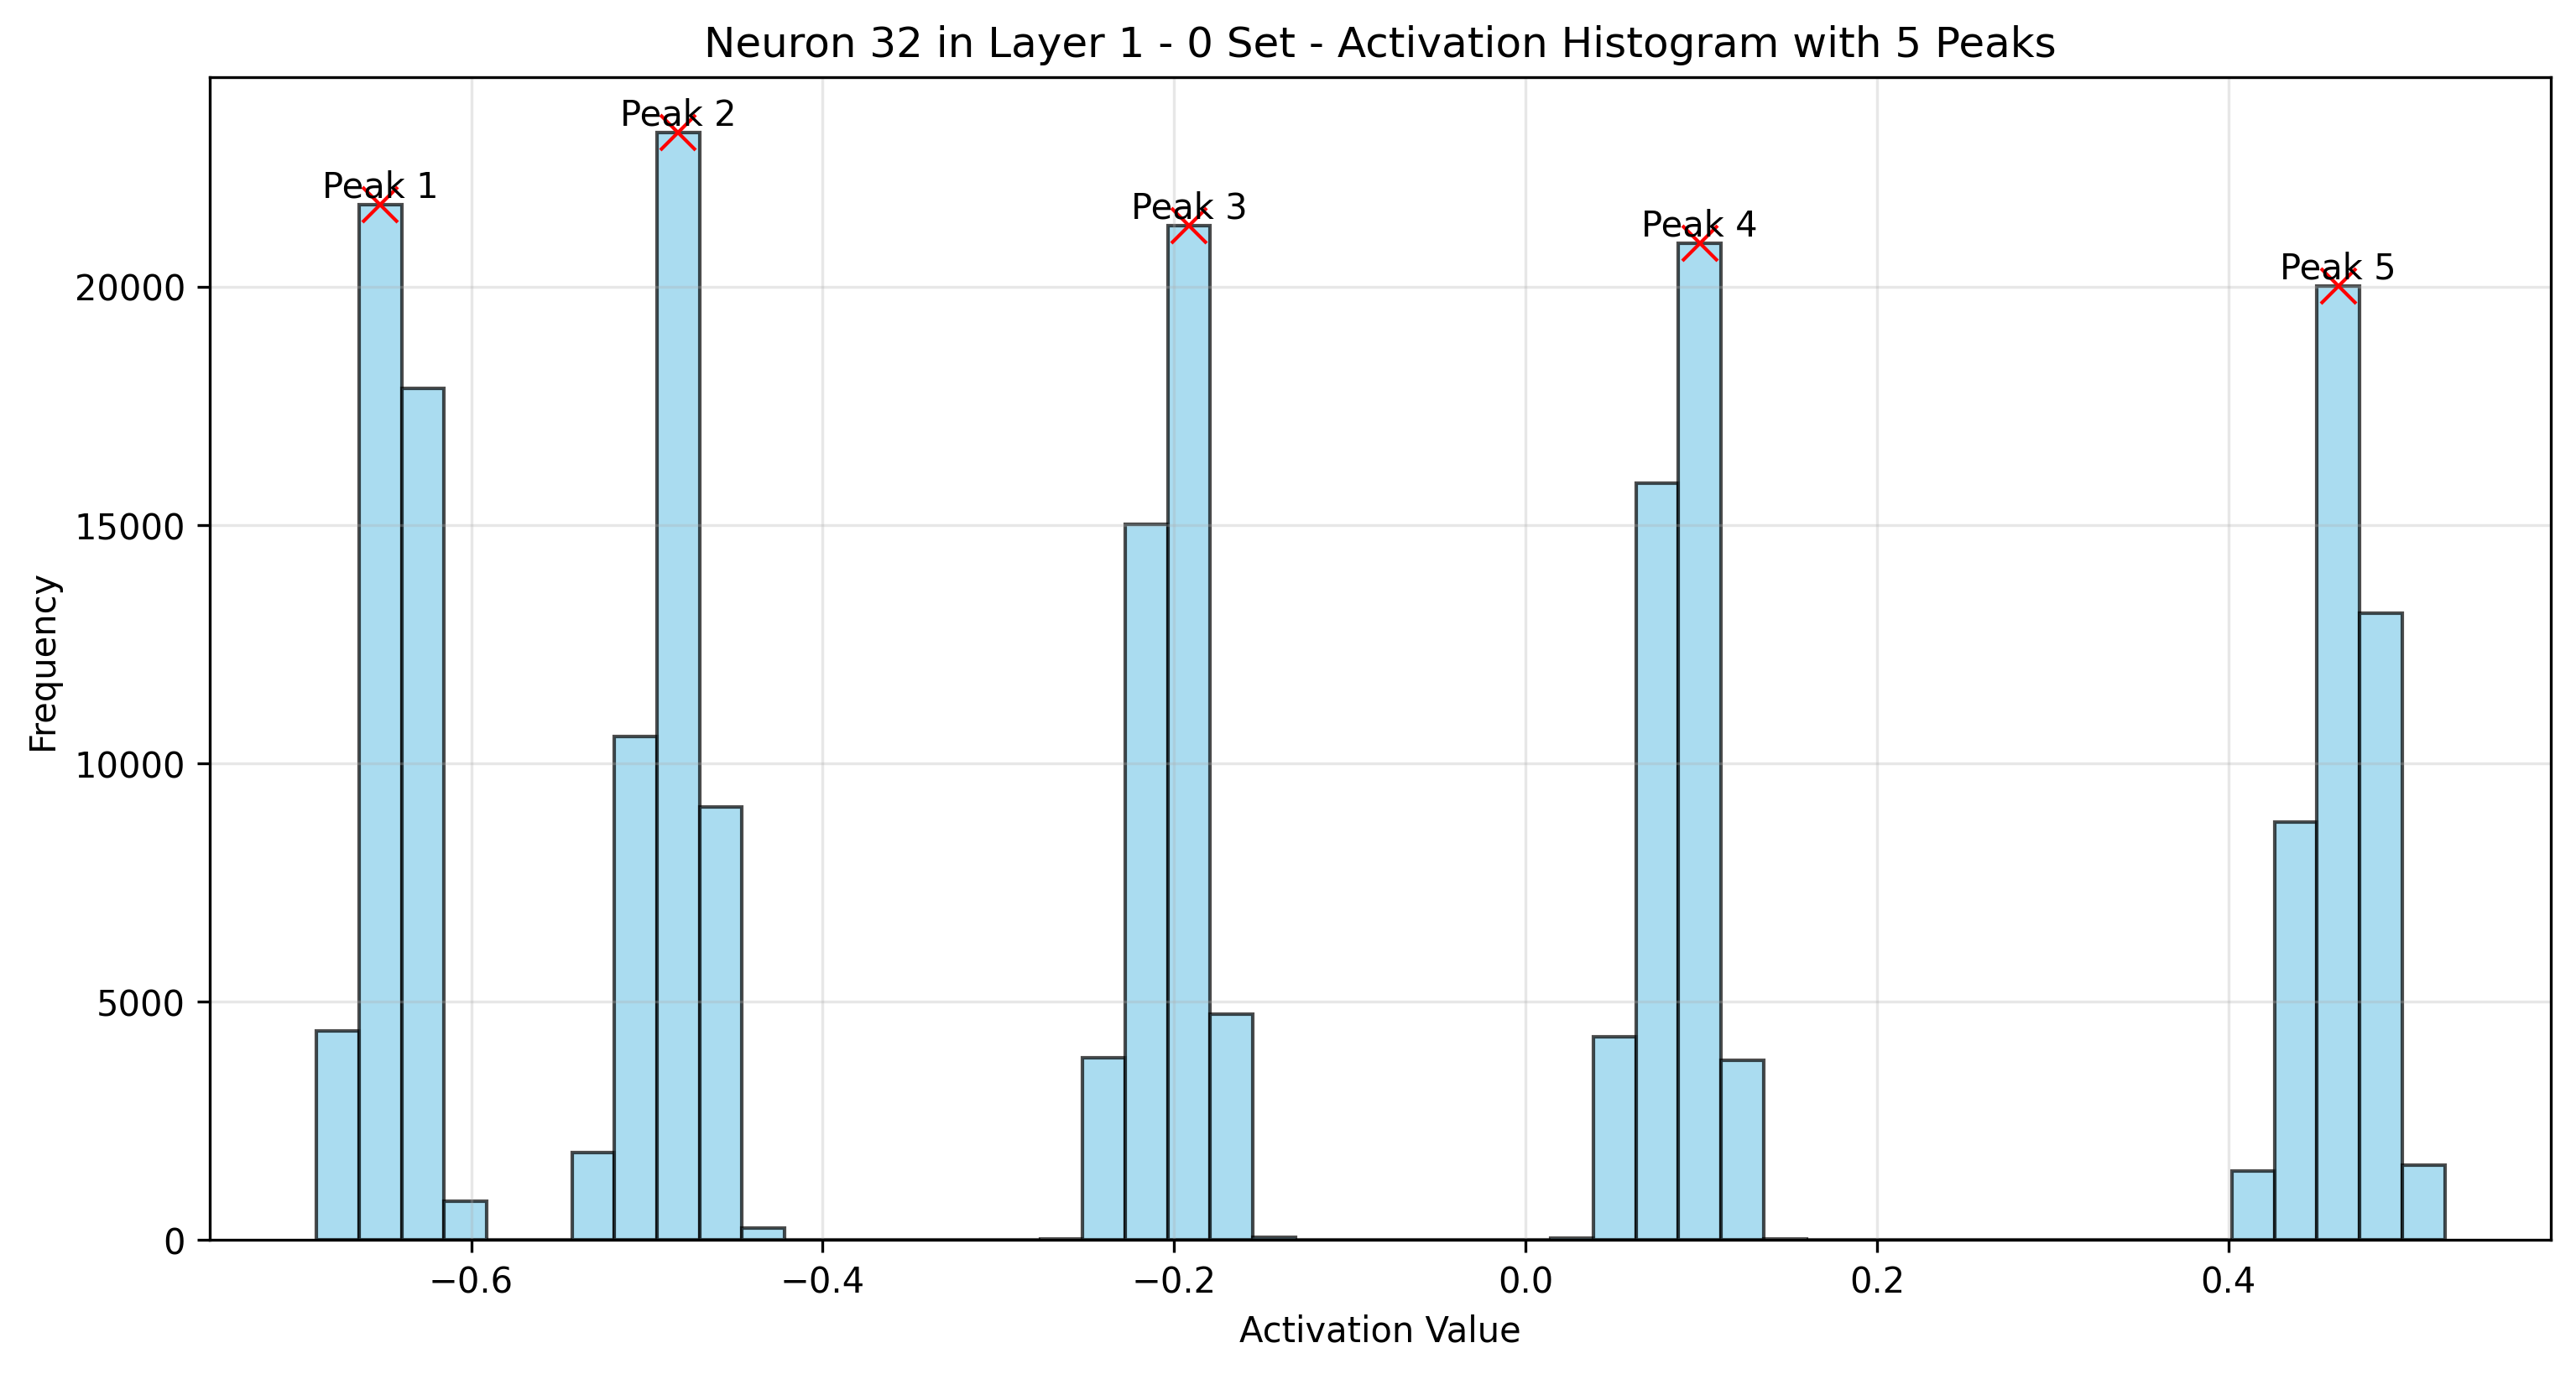 Neuron 32 in Layer 1 - 0 Set - Activation Histogram with 5 Peaks
Peak 1
Peak 2
Peak 3
Peak 4
Peak 5
Frequency
20000
15000
10000
5000
0
−0.6
−0.4
−0.2
0.0
0.2
0.4
Activation Value